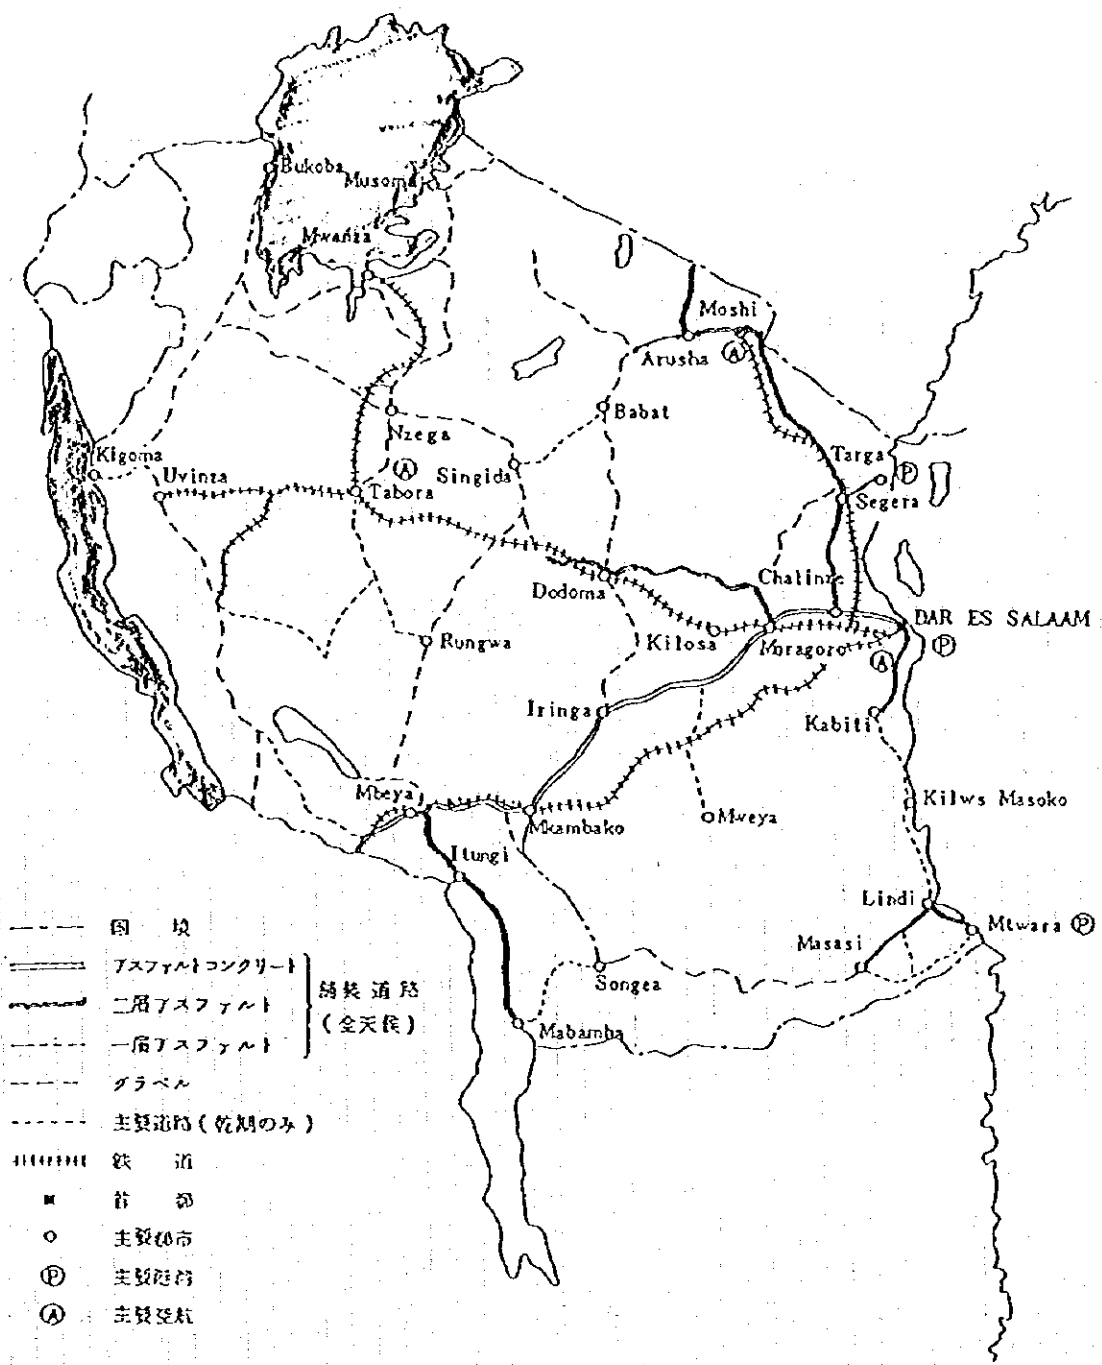 Bukoba
Musoma
Mwanza
Moshi
Arusha
Ⓐ
Babat
Nzega
Kigoma
Uvinza
Ⓐ
Singida
Tabora
Targa
Ⓟ
Segera
Dodoma
Chalinze
DAR ES SALAAM
Rungwa
Kilosa
Moragoro
Ⓐ
Ⓟ
Iringa
Kabiti
Mbeya
Mkambako
Mweya
Kilws Masoko
Itungi
Lindi
Mtwara Ⓟ
Masasi
Songea
Mabamba
国境
アスファルトコンクリート
二層アスファルト
舗装道路
(全天候)
一層アスファルト
グラベル
主要道路(乾期のみ)
鉄道
首都
主要都市
Ⓟ 主要港湾
Ⓐ 主要空航